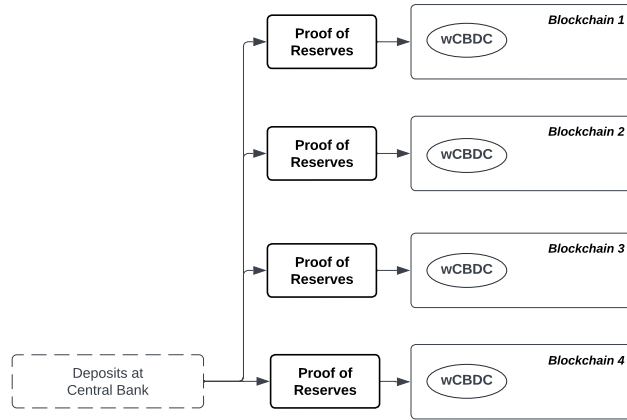 Proof of
Reserves
wCBDC
Blockchain 1
Proof of
Reserves
wCBDC
Blockchain 2
Proof of
Reserves
wCBDC
Blockchain 3
Deposits at
Central Bank
Proof of
Reserves
wCBDC
Blockchain 4